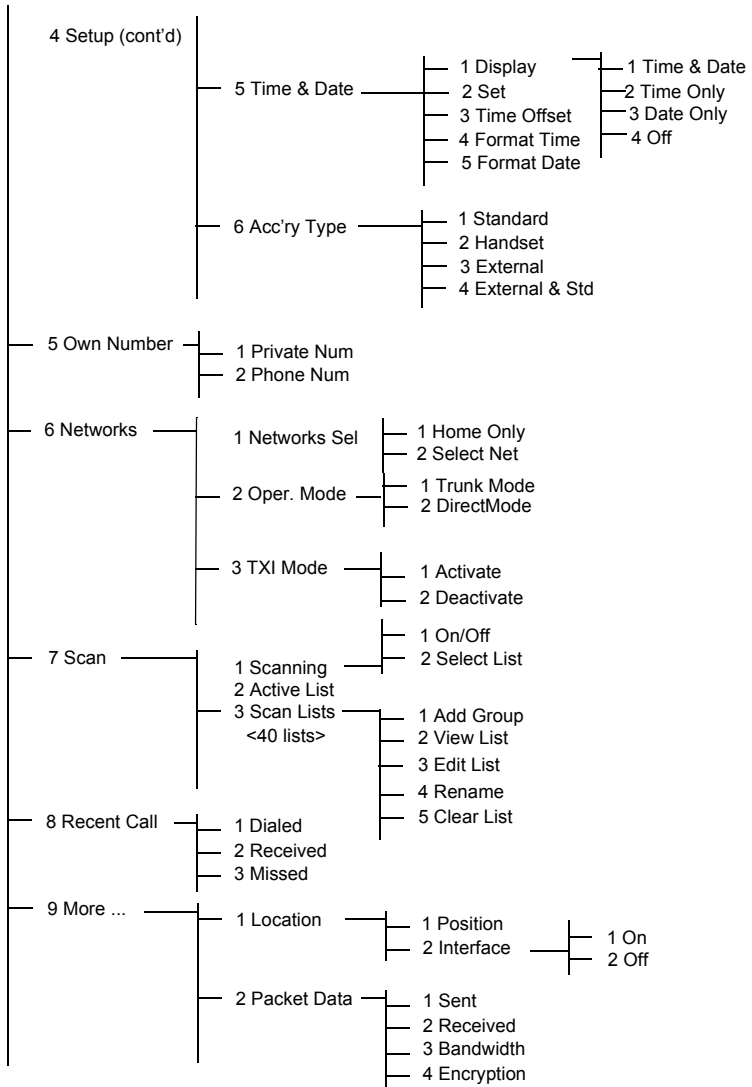 4 Setup (cont'd)
5 Time & Date
1 Display
2 Set
3 Time Offset
4 Format Time
5 Format Date
1 Time & Date
2 Time Only
3 Date Only
4 Off
6 Acc'ry Type
1 Standard
2 Handset
3 External
4 External & Std
5 Own Number
1 Private Num
2 Phone Num
6 Networks
1 Networks Sel
1 Home Only
2 Select Net
2 Oper. Mode
1 Trunk Mode
2 DirectMode
3 TXI Mode
1 Activate
2 Deactivate
7 Scan
1 Scanning
1 On/Off
2 Select List
2 Active List
3 Scan Lists
<40 lists>
1 Add Group
2 View List
3 Edit List
4 Rename
5 Clear List
8 Recent Call
1 Dialed
2 Received
3 Missed
9 More ...
1 Location
1 Position
2 Interface
1 On
2 Off
2 Packet Data
1 Sent
2 Received
3 Bandwidth
4 Encryption